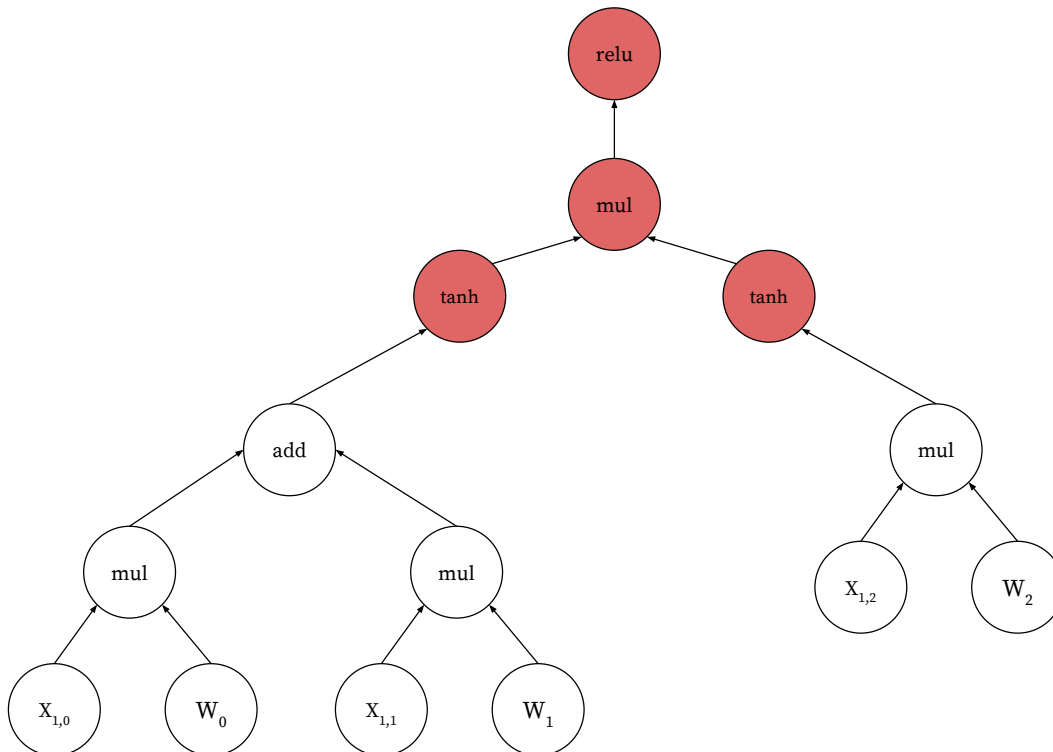 relu
mul
tanh
tanh
add
mul
mul
mul
X1,2
W2
X1,0
W0
X1,1
W1